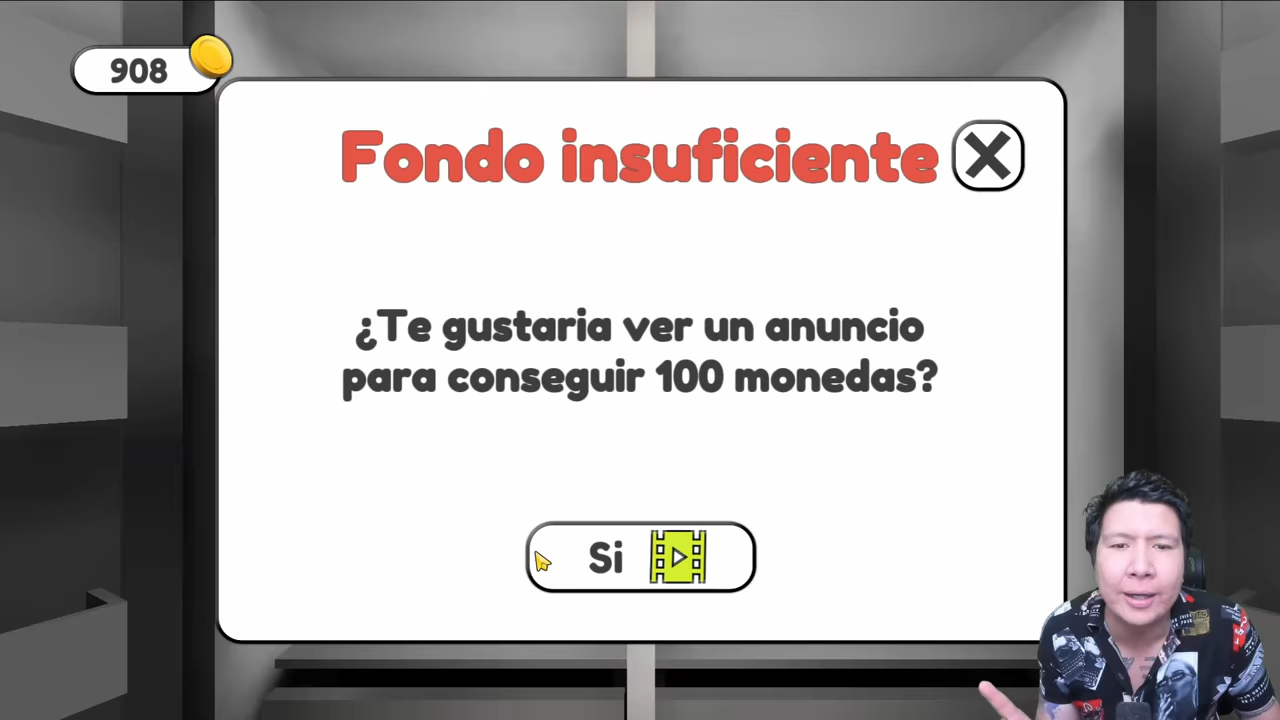 908
Fondo insuficiente
¿Te gustaria ver un anuncio
para conseguir 100 monedas?
Si